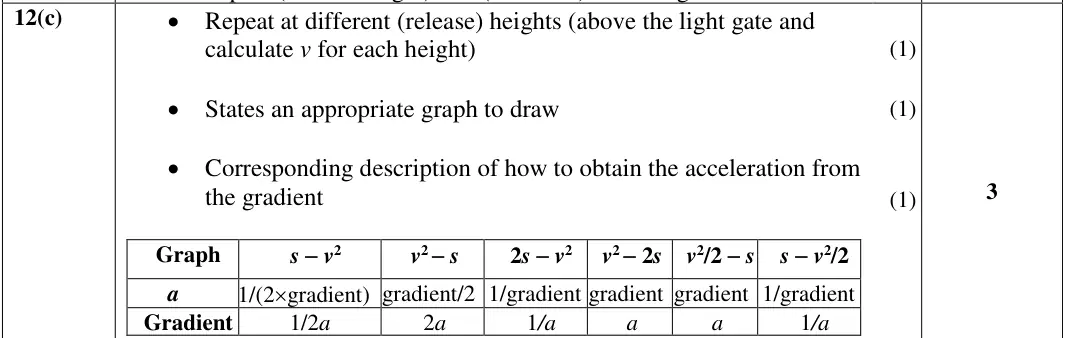 12(c)
• Repeat at different (release) heights (above the light gate and
calculate v for each height) (1)
• States an appropriate graph to draw (1)
• Corresponding description of how to obtain the acceleration from
the gradient (1)
3
Graph s – v² v² – s 2s – v² v² – 2s v²/2 – s s – v²/2
a 1/(2×gradient) gradient/2 1/gradient gradient gradient 1/gradient
Gradient 1/2a 2a 1/a a a 1/a